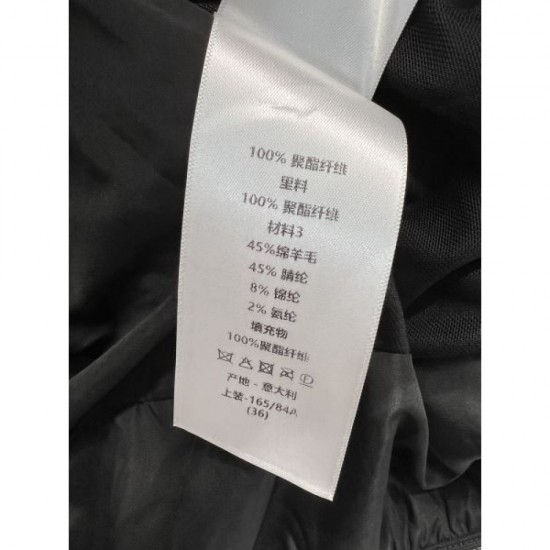 100% 聚酯纤维
里料
100% 聚酯纤维
材料3
45%绵羊毛
45% 腈纶
8% 锦纶
2% 氨纶
填充物
100%聚酯纤维
产地 - 意大利
上装-165/84A
(36)